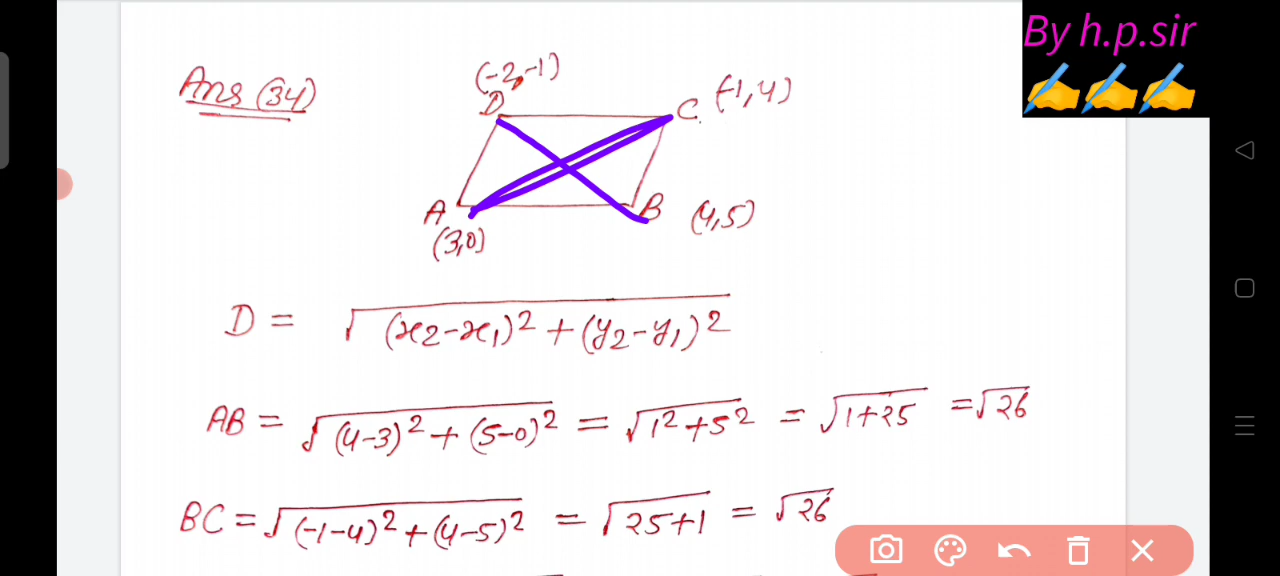 By h.p.sir
✍️✍️✍️
Ans (34)
(-2,-1)
D
C (-1,4)
A
B (4,5)
(3,0)
D = √(x₂-x₁)² + (y₂-y₁)²
AB = √(4-3)² + (5-0)² = √1²+5² = √1+25 = √26
BC = √(-1-4)² + (4-5)² = √25+1 = √26